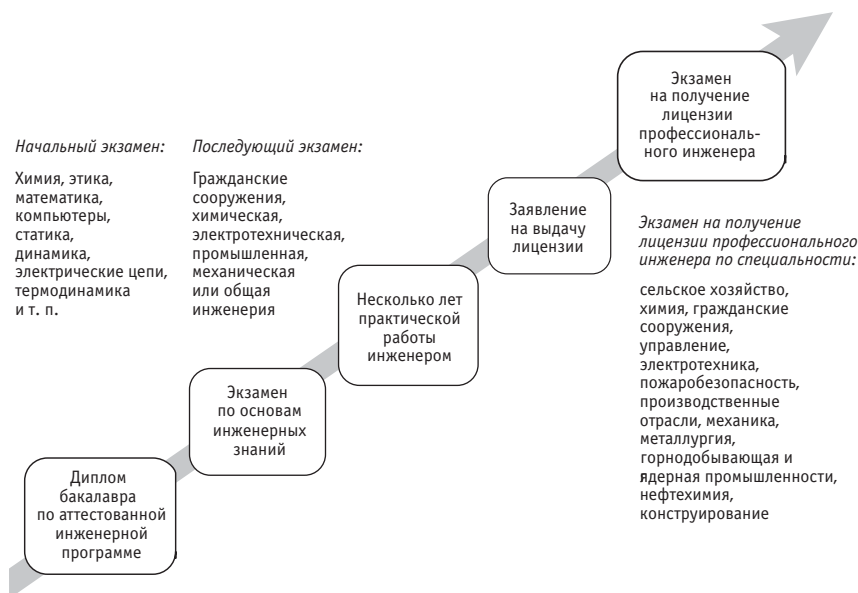 Начальный экзамен:
Химия, этика,
математика,
компьютеры,
статика,
динамика,
электрические цепи,
термодинамика
и т. п.
Последующий экзамен:
Гражданские
сооружения,
химическая,
электротехническая,
промышленная,
механическая
или общая
инженерия
Диплом
бакалавра
по аттестованной
инженерной
программе
Экзамен
по основам
инженерных
знаний
Несколько лет
практической
работы
инженером
Заявление
на выдачу
лицензии
Экзамен
на получение
лицензии
профессиональ-
ного инженера
Экзамен на получение
лицензии профессионального
инженера по специальности:
сельское хозяйство,
химия, гражданские
сооружения,
управление,
электротехника,
пожаробезопасность,
производственные
отрасли, механика,
металлургия,
горнодобывающая и
ядерная промышленности,
нефтехимия,
конструирование